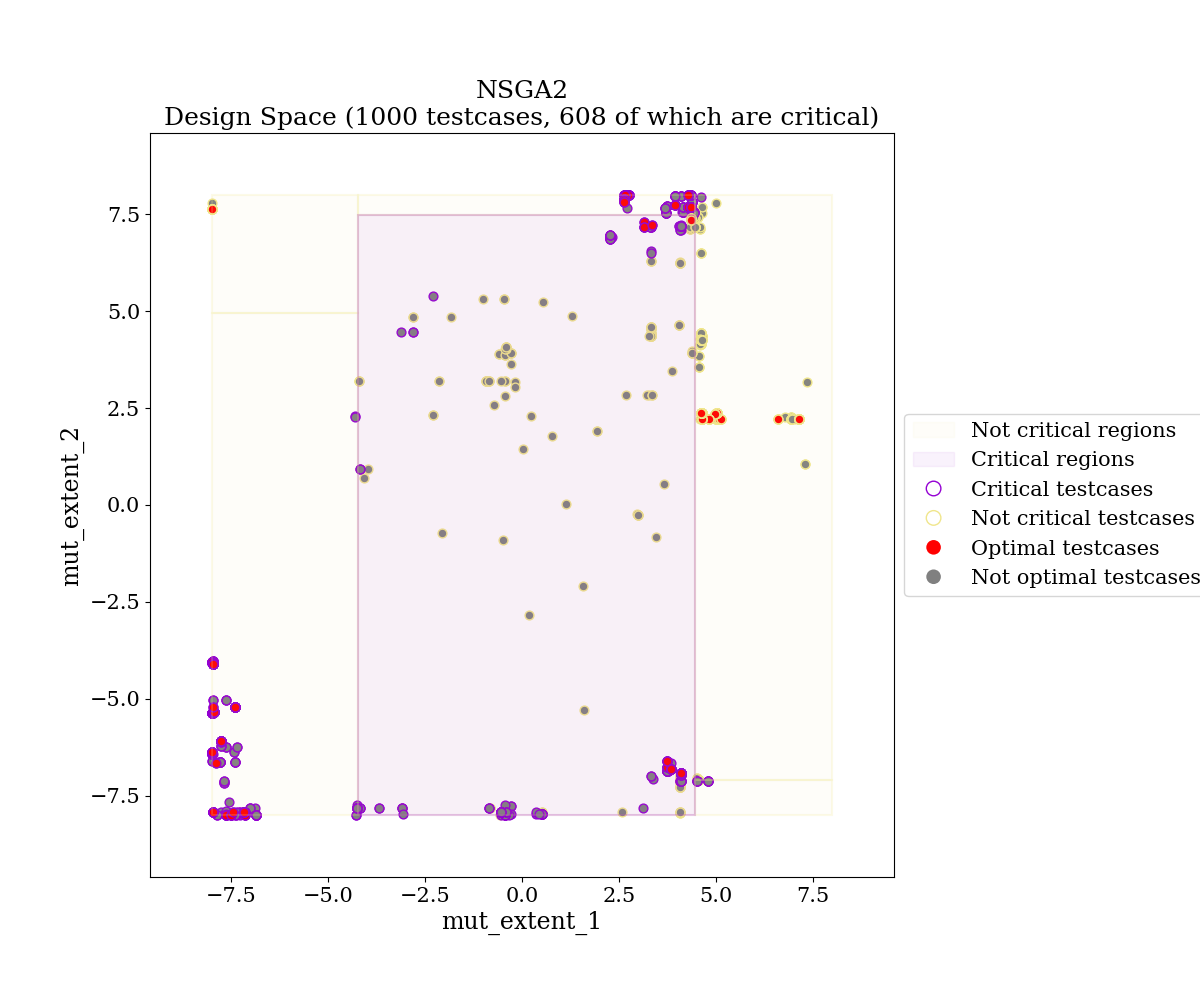 NSGA2
Design Space (1000 testcases, 608 of which are critical)
7.5
5.0
2.5
0.0
−2.5
−5.0
−7.5
mut_extent_2
−7.5 −5.0 −2.5 0.0 2.5 5.0 7.5
mut_extent_1
Not critical regions
Critical regions
Critical testcases
Not critical testcases
Optimal testcases
Not optimal testcases